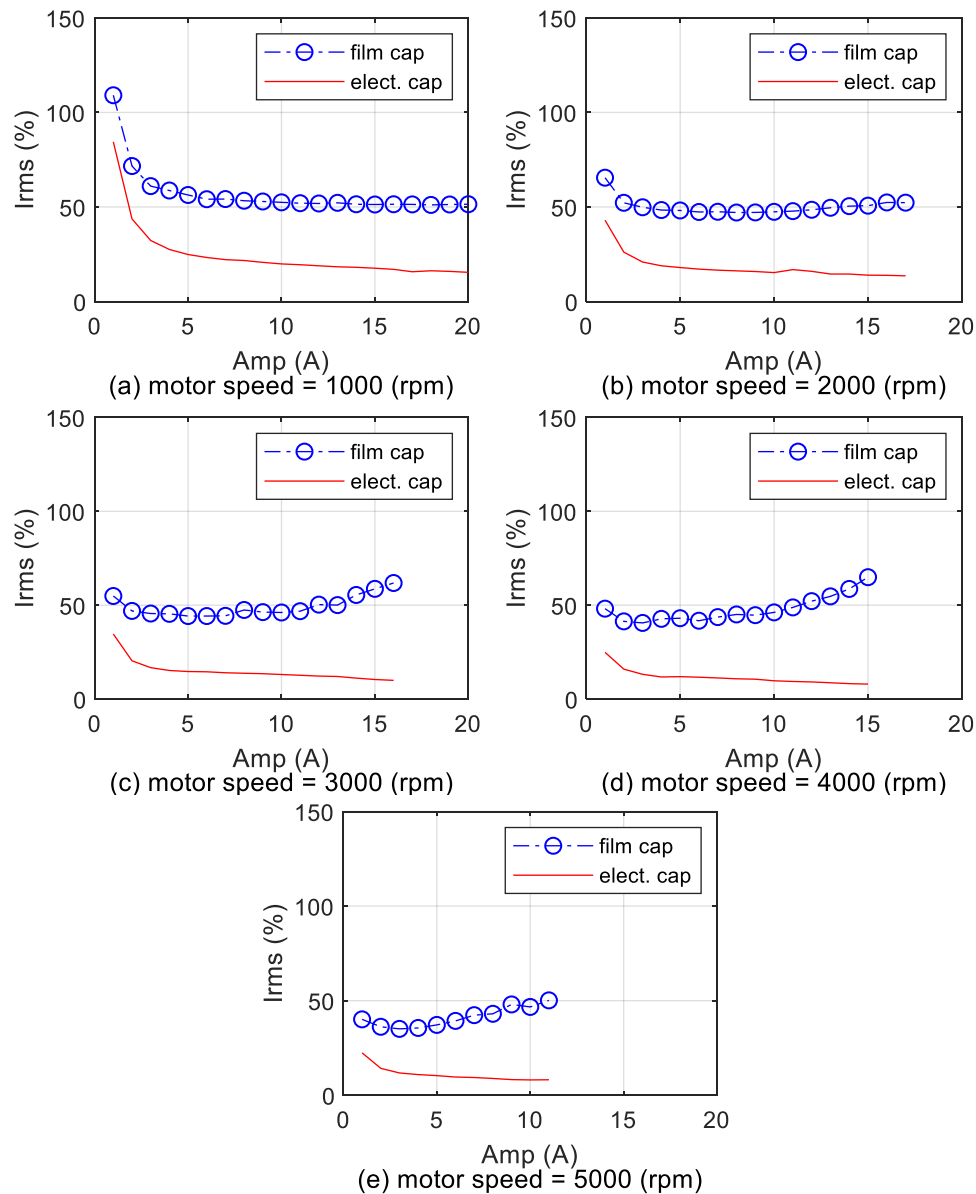 150
100
50
0
Irms (%)
film cap
elect. cap
0 5 10 15 20
Amp (A)
(a) motor speed = 1000 (rpm)
150
100
50
0
Irms (%)
film cap
elect. cap
0 5 10 15 20
Amp (A)
(b) motor speed = 2000 (rpm)
150
100
50
0
Irms (%)
film cap
elect. cap
0 5 10 15 20
Amp (A)
(c) motor speed = 3000 (rpm)
150
100
50
0
Irms (%)
film cap
elect. cap
0 5 10 15 20
Amp (A)
(d) motor speed = 4000 (rpm)
150
100
50
0
Irms (%)
film cap
elect. cap
0 5 10 15 20
Amp (A)
(e) motor speed = 5000 (rpm)